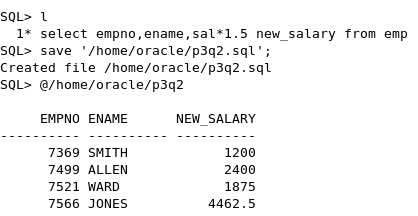 SQL> l
  1* select empno,ename,sal*1.5 new_salary from emp
SQL> save '/home/oracle/p3q2.sql';
Created file /home/oracle/p3q2.sql
SQL> @/home/oracle/p3q2

     EMPNO ENAME      NEW_SALARY
---------- ---------- ----------
      7369 SMITH            1200
      7499 ALLEN            2400
      7521 WARD             1875
      7566 JONES          4462.5